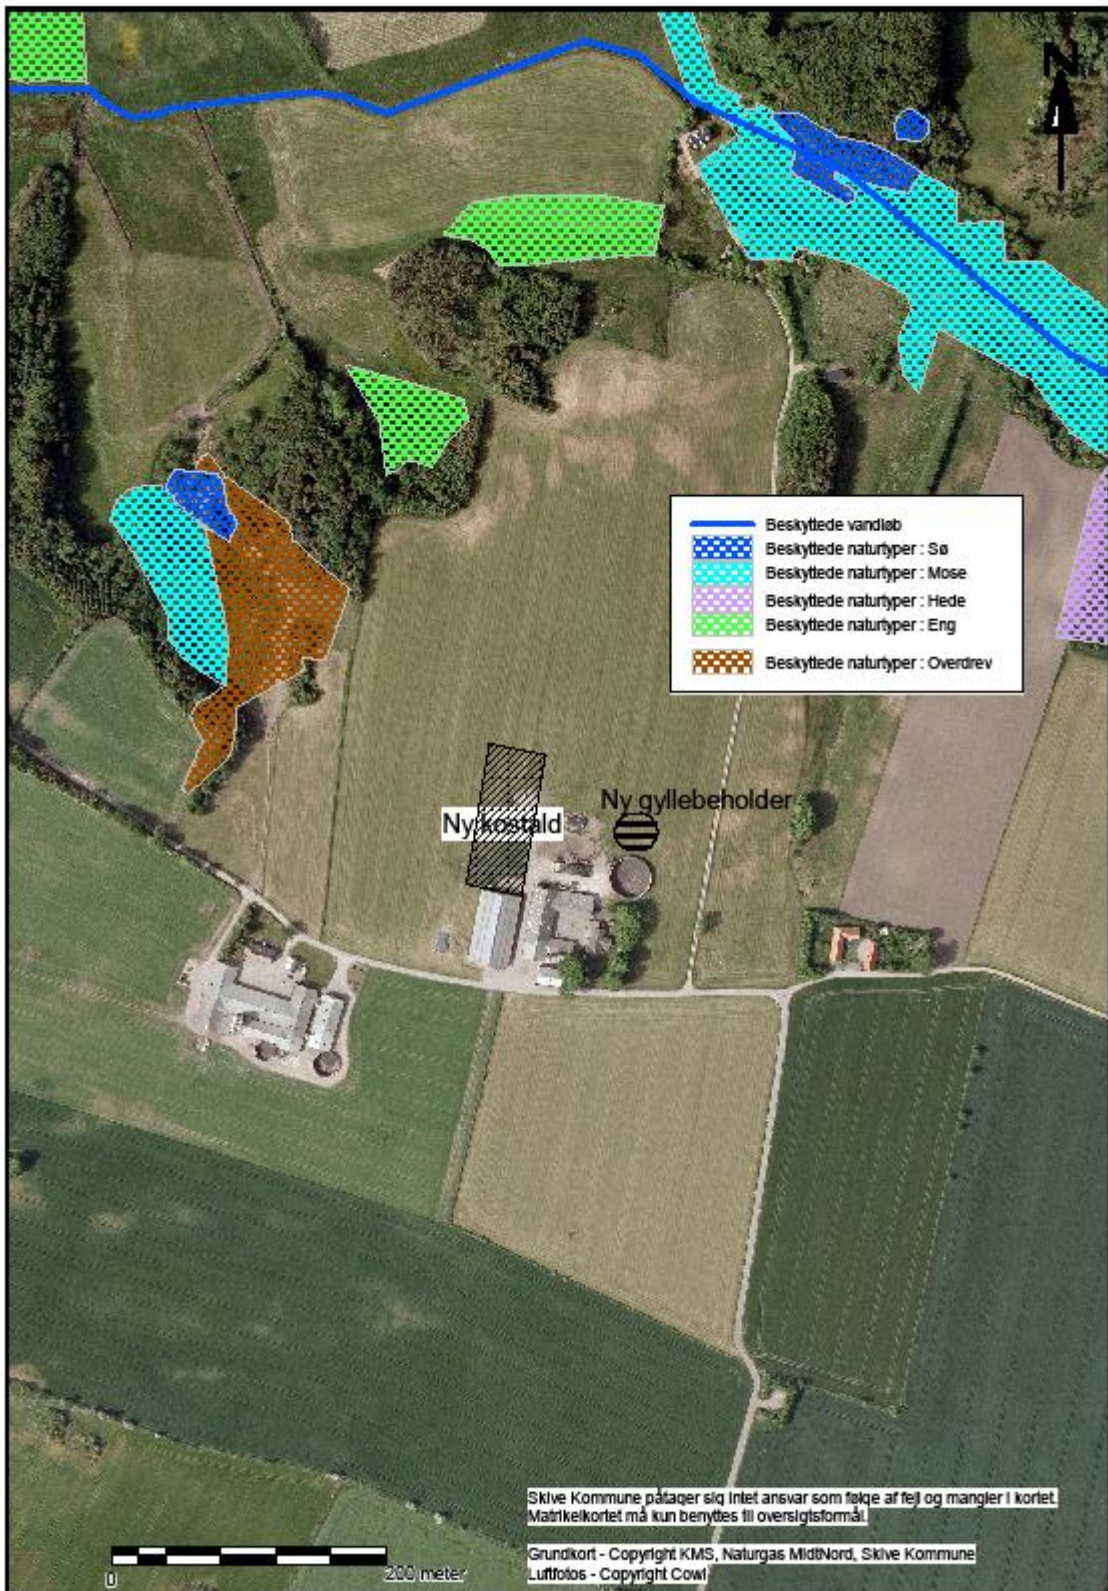 N
Beskyttede vandløb
Beskyttede naturtyper : Sø
Beskyttede naturtyper : Mose
Beskyttede naturtyper : Hede
Beskyttede naturtyper : Eng
Beskyttede naturtyper : Overdrev
Ny gyllebeholder
Ny kostald
Skive Kommune påtager sig intet ansvar som følge af fejl og mangler i kortet.
Matrikelkortet må kun benyttes til oversigtsformål.
Grundkort - Copyright KMS, Naturgas MidtNord, Skive Kommune
Luftfotos - Copyright Cowi
0 200 meter